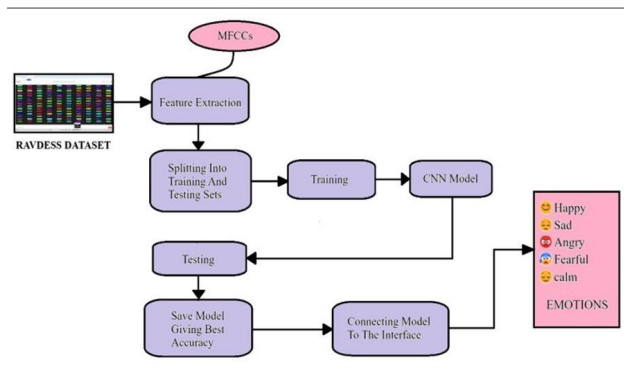 MFCCs
Feature Extraction
RAVDESS DATASET
Splitting Into
Training And
Testing Sets
Training
CNN Model
Happy
Sad
Angry
Fearful
calm
EMOTIONS
Testing
Save Model
Giving Best
Accuracy
Connecting Model
To The Interface